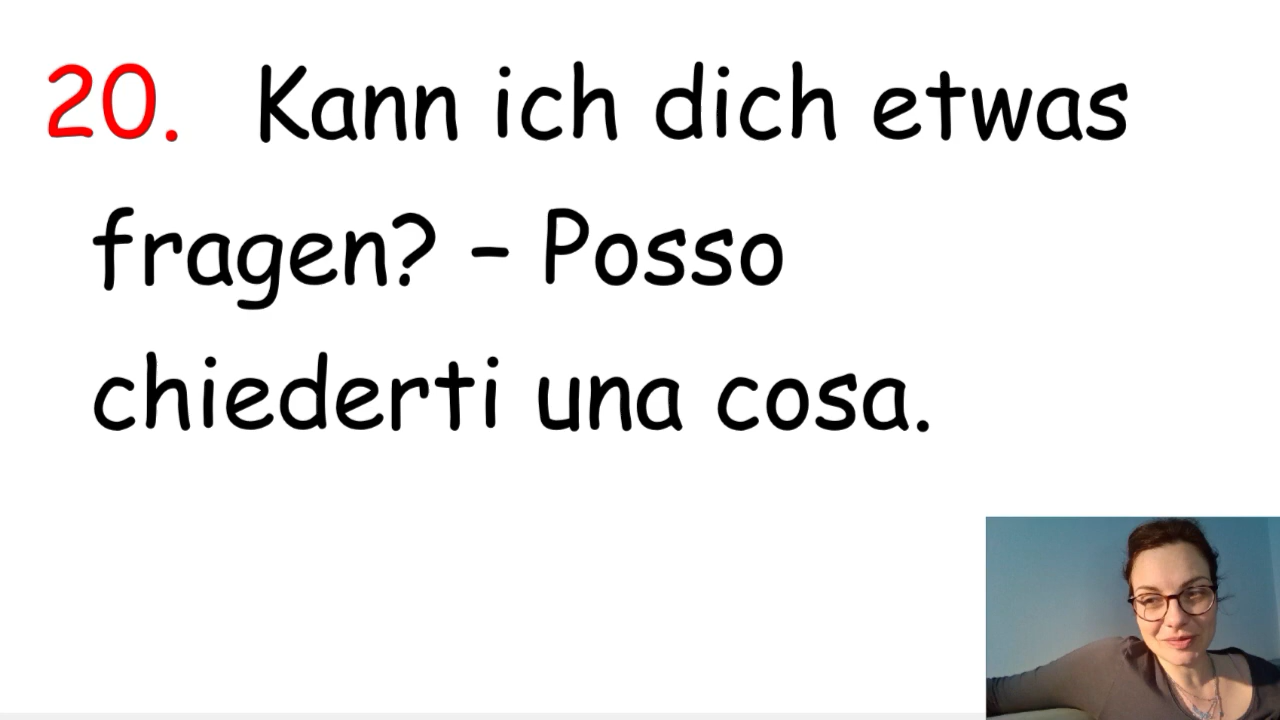 20. Kann ich dich etwas
fragen? – Posso
chiederti una cosa.